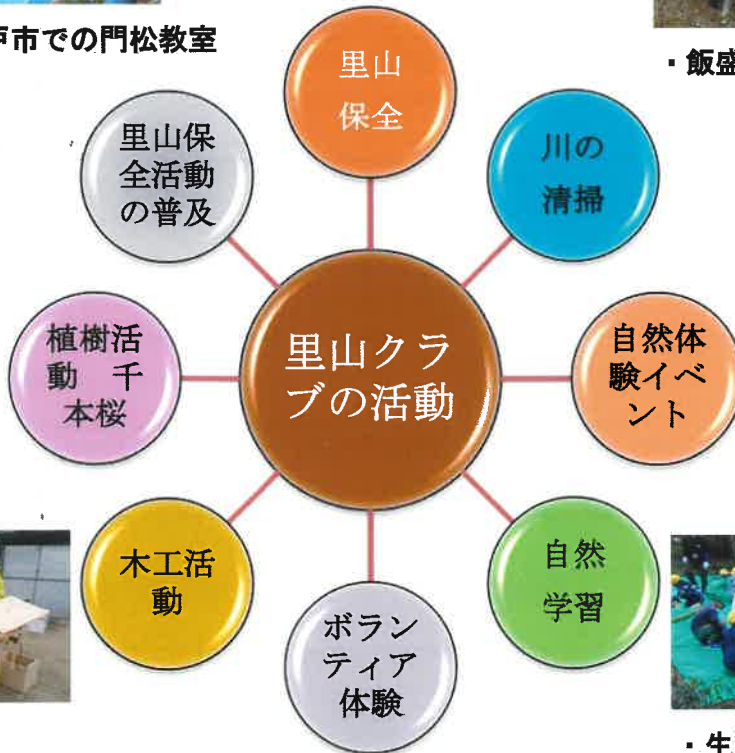 戸市での門松教室
・飯盛
里山
保全
川の
清掃
自然体
験イベ
ント
自然
学習
ボラン
ティア
体験
木工活
動
植樹活
動　千
本桜
里山保
全活動
の普及
里山クラ
ブの活動
・生